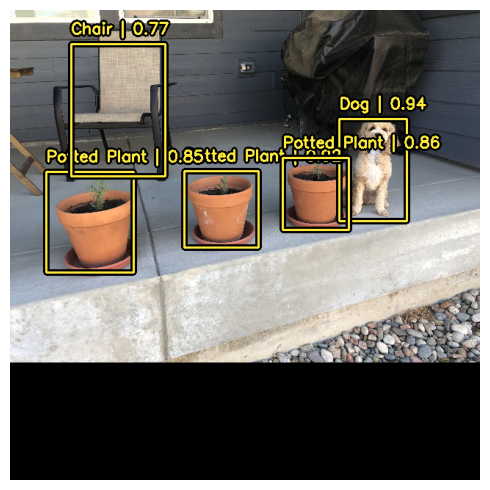 Chair | 0.77
Dog | 0.94
Potted Plant | 0.86
Potted Plant | 0.85
tted Plant |